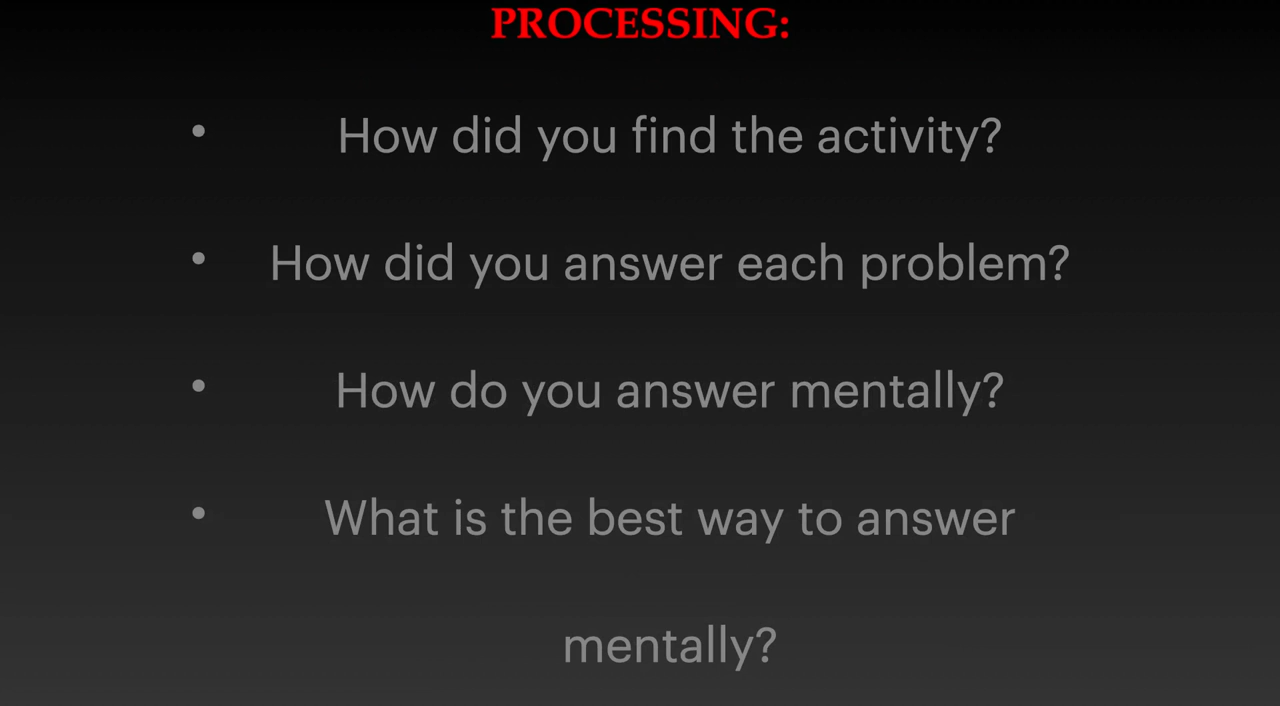 PROCESSING:
• How did you find the activity?
• How did you answer each problem?
• How do you answer mentally?
• What is the best way to answer
mentally?